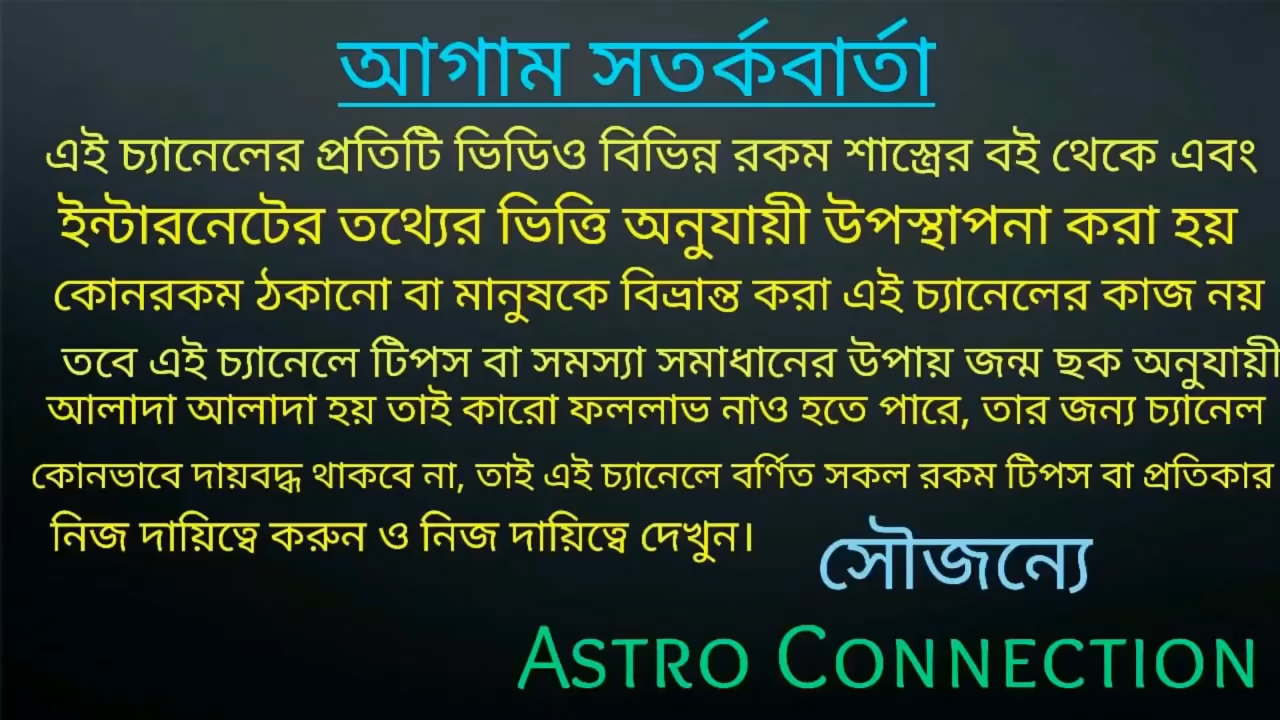 আগাম সতর্কবার্তা
এই চ্যানেলের প্রতিটি ভিডিও বিভিন্ন রকম শাস্ত্রের বই থেকে এবং
ইন্টারনেটের তথ্যের ভিত্তি অনুযায়ী উপস্থাপনা করা হয়
কোনরকম ঠকানো বা মানুষকে বিভ্রান্ত করা এই চ্যানেলের কাজ নয়
তবে এই চ্যানেলে টিপস বা সমস্যা সমাধানের উপায় জন্ম ছক অনুযায়ী
আলাদা আলাদা হয় তাই কারো ফললাভ নাও হতে পারে, তার জন্য চ্যানেল
কোনভাবে দায়বদ্ধ থাকবে না, তাই এই চ্যানেলে বর্ণিত সকল রকম টিপস বা প্রতিকার
নিজ দায়িত্বে করুন ও নিজ দায়িত্বে দেখুন।
সৌজন্যে
ASTRO CONNECTION